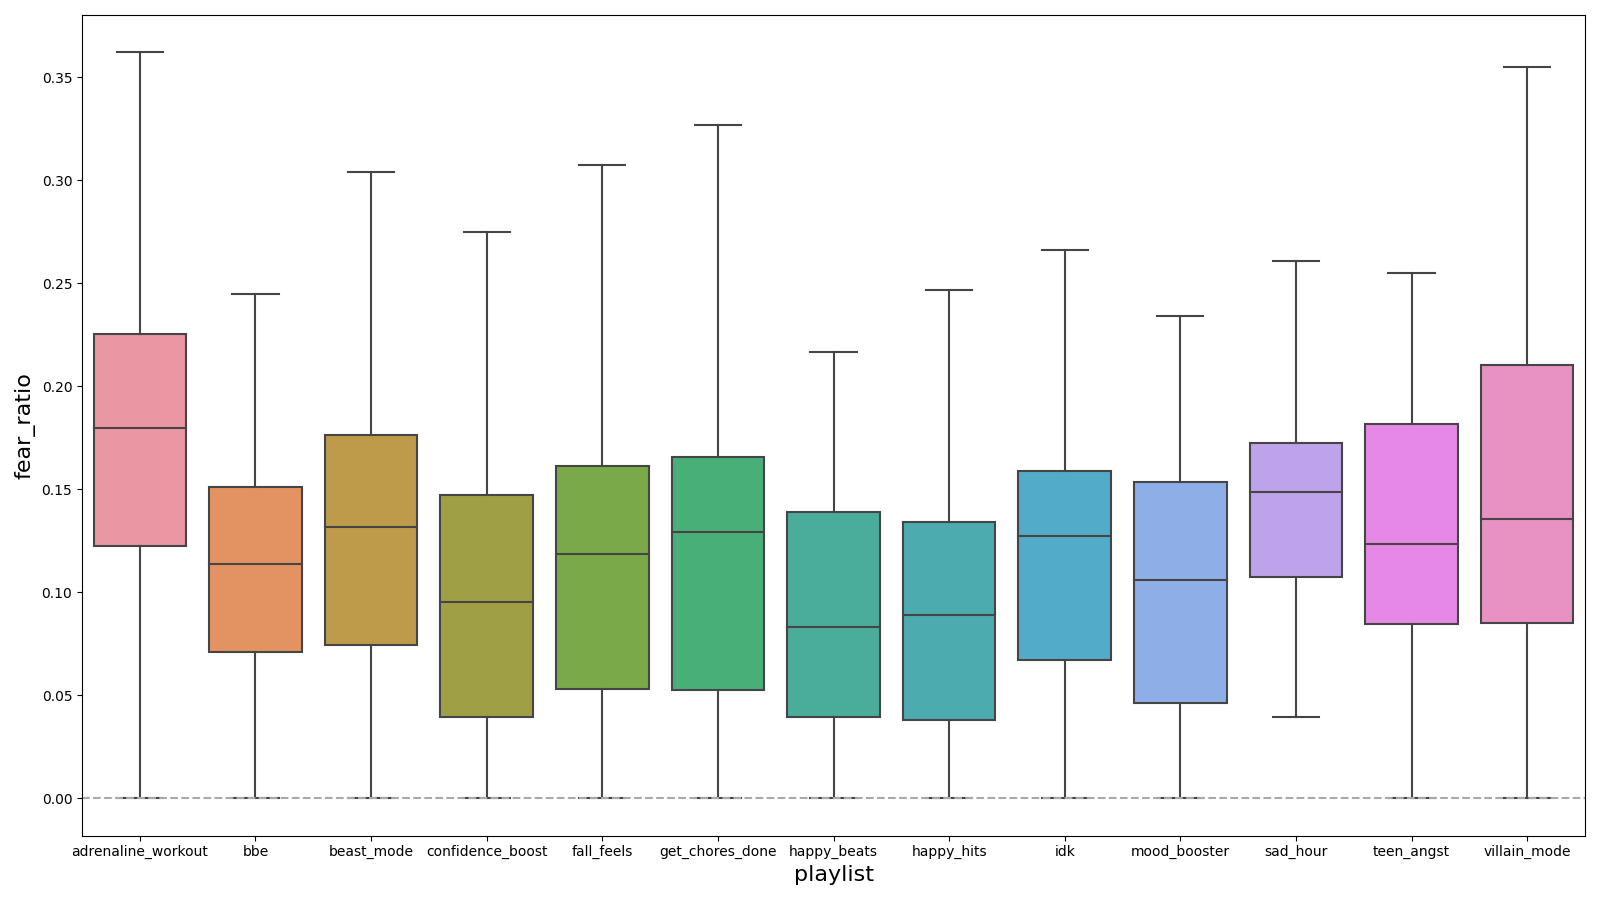 0.35
0.30
0.25
0.20
0.15
0.10
0.05
0.00
fear_ratio
adrenaline_workout bbe beast_mode confidence_boost fall_feels get_chores_done happy_beats happy_hits idk mood_booster sad_hour teen_angst villain_mode
playlist